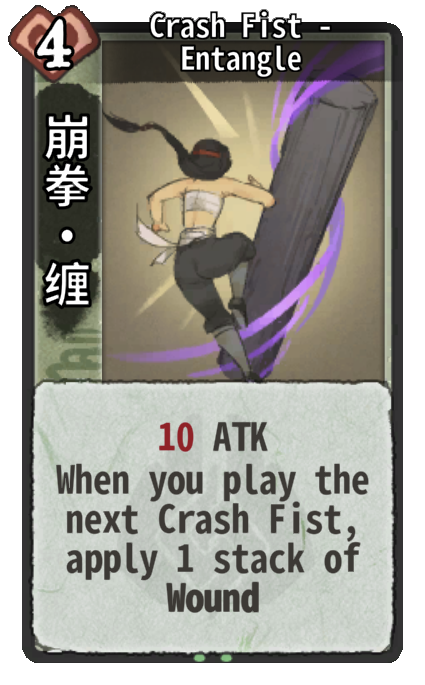 4
Crash Fist -
Entangle
崩拳·缠
10 ATK
When you play the
next Crash Fist,
apply 1 stack of
Wound